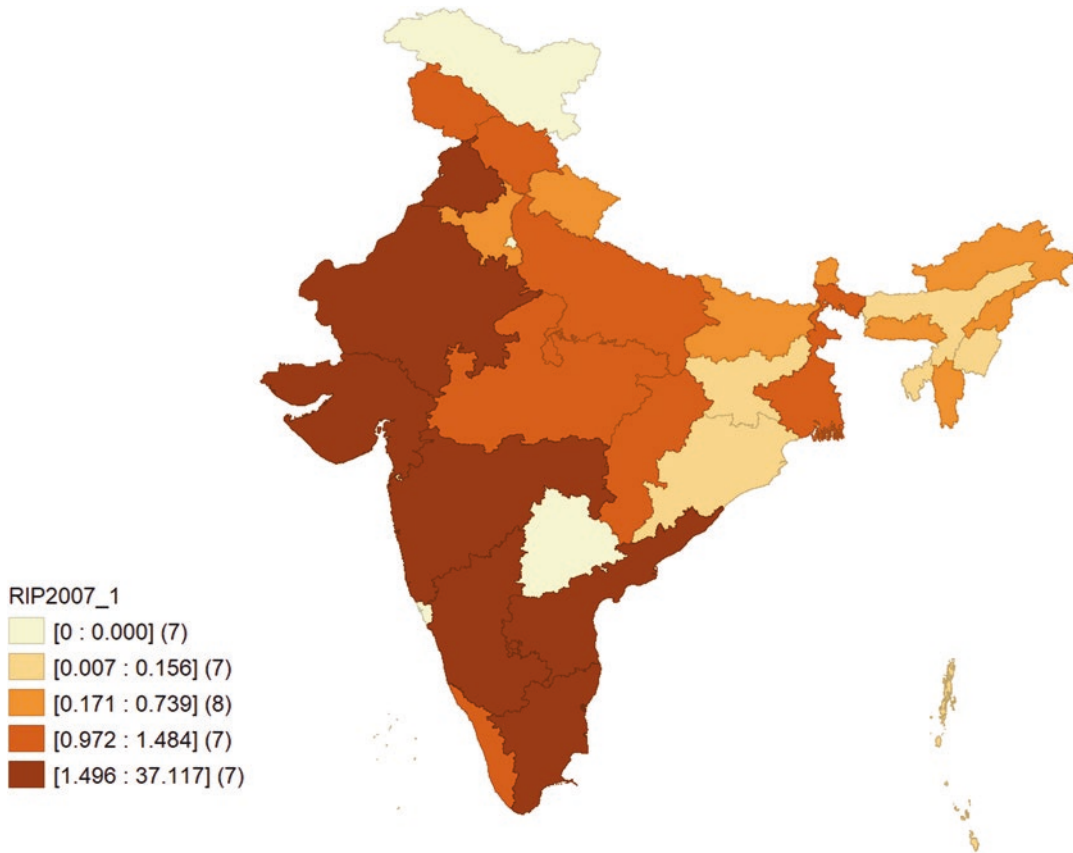 RIP2007_1
[0 : 0.000] (7)
[0.007 : 0.156] (7)
[0.171 : 0.739] (8)
[0.972 : 1.484] (7)
[1.496 : 37.117] (7)